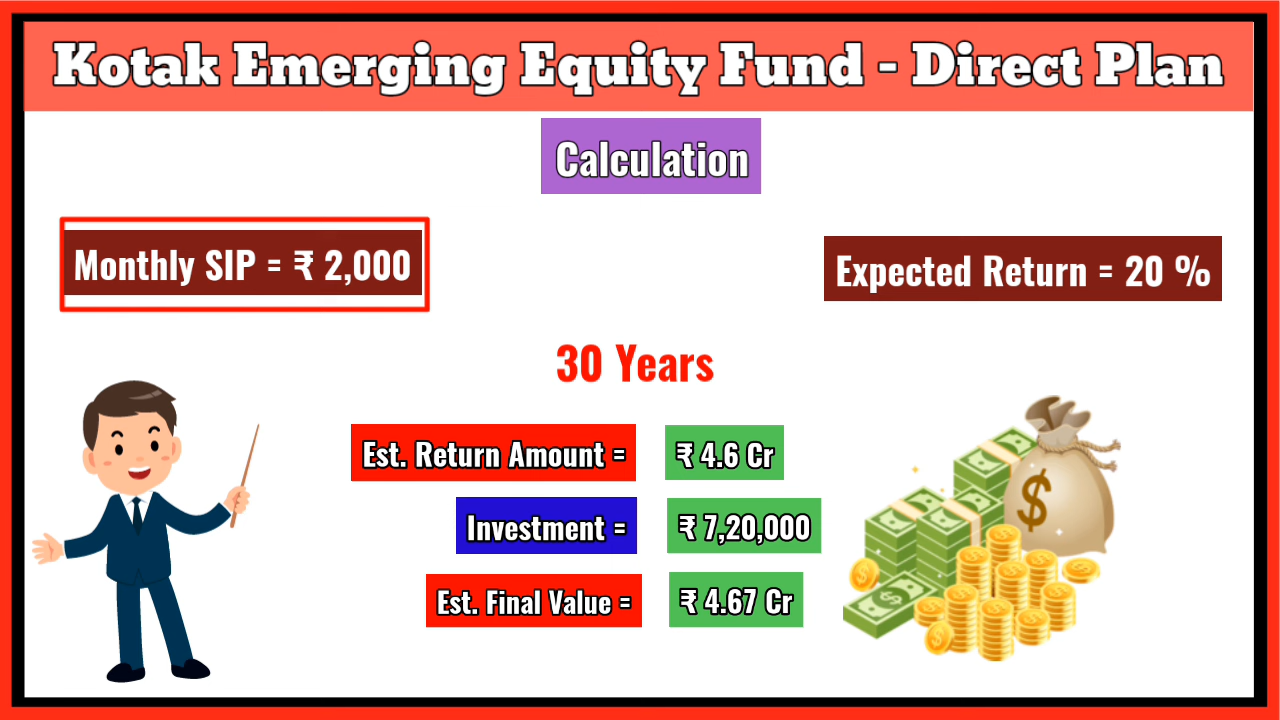 Kotak Emerging Equity Fund - Direct Plan
Calculation
Monthly SIP = ₹ 2,000
Expected Return = 20 %
30 Years
Est. Return Amount = ₹ 4.6 Cr
Investment = ₹ 7,20,000
Est. Final Value = ₹ 4.67 Cr